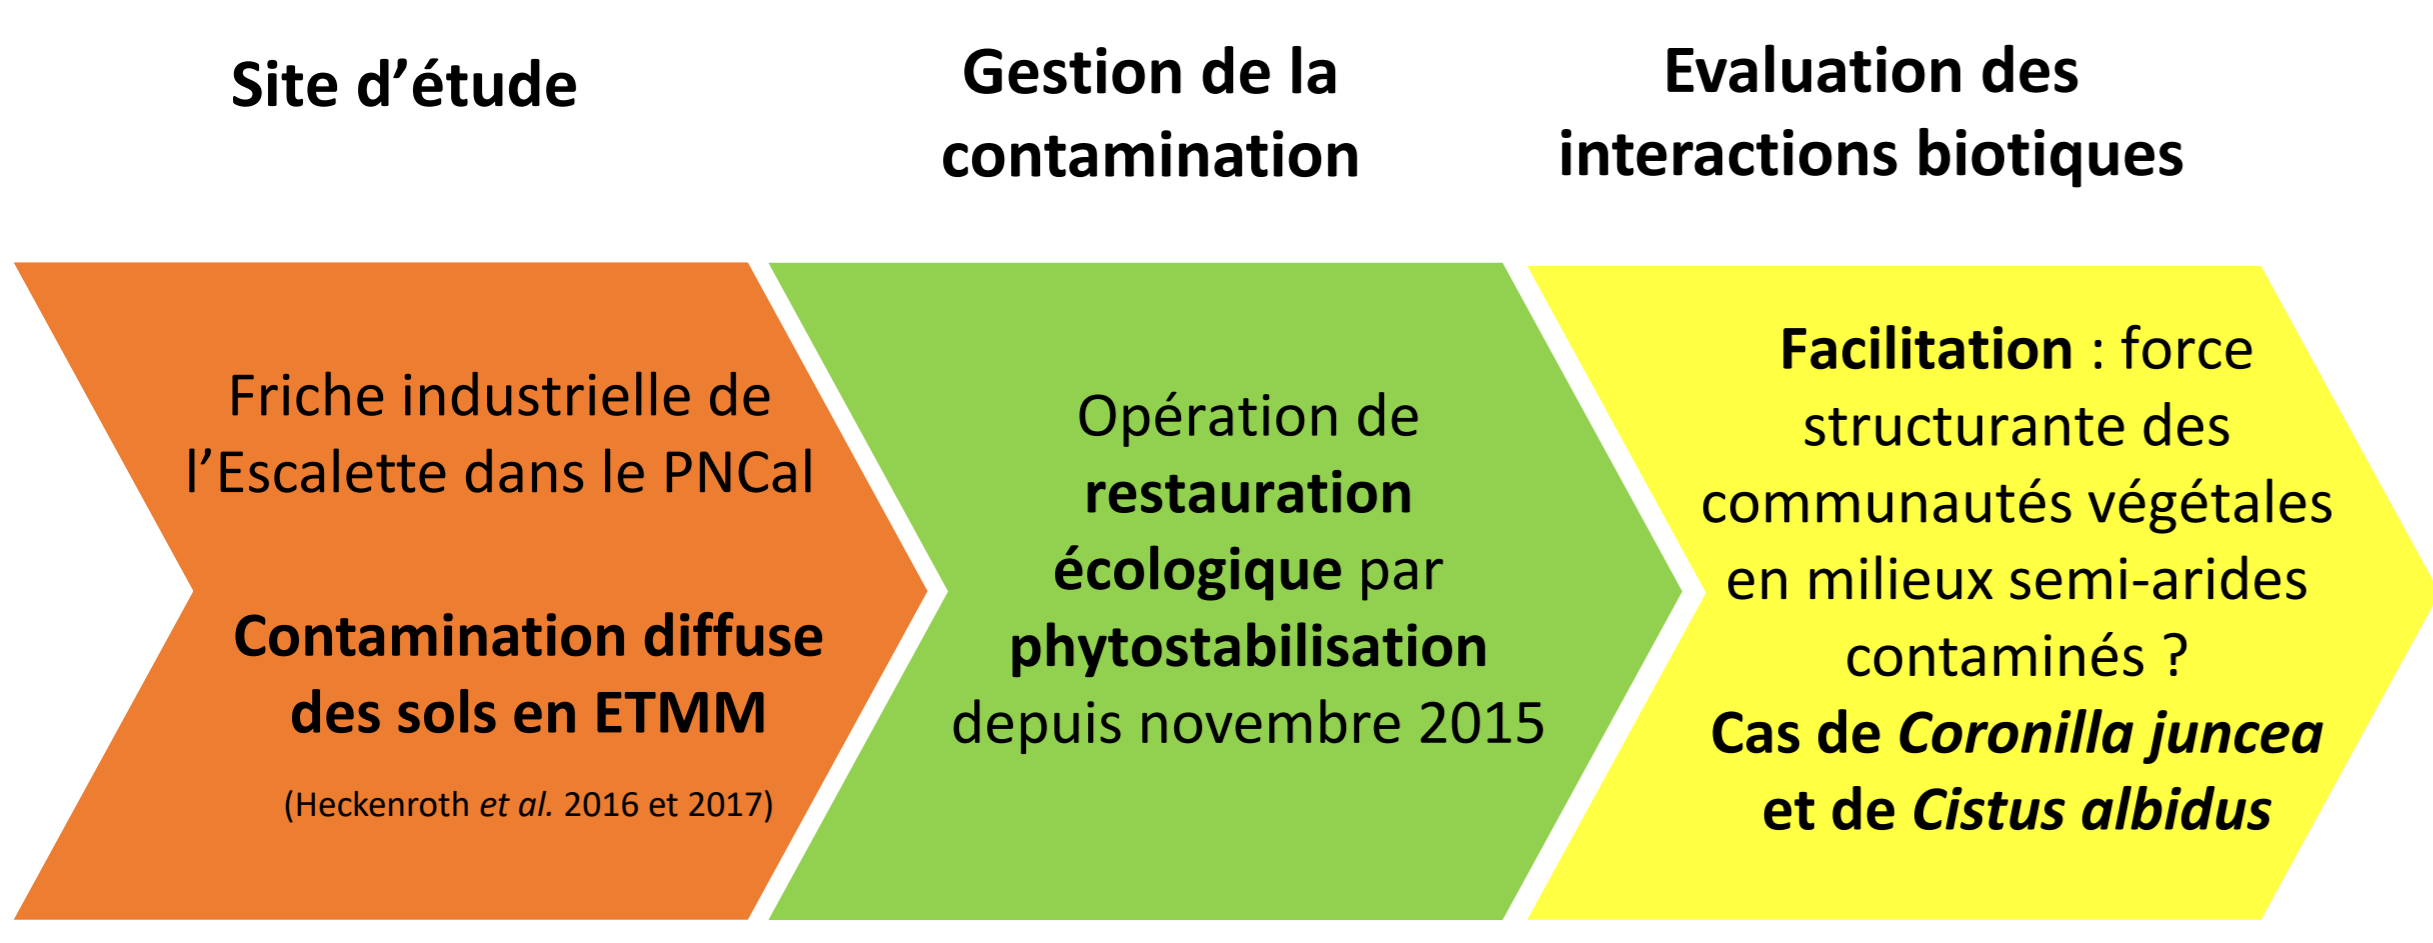 Site d’étude
Friche industrielle de
l’Escalette dans le PNCal
Contamination diffuse
des sols en ETMM
(Heckenroth et al. 2016 et 2017)
Gestion de la
contamination
Opération de
restauration
écologique par
phytostabilisation
depuis novembre 2015
Evaluation des
interactions biotiques
Facilitation : force
structurante des
communautés végétales
en milieux semi-arides
contaminés ?
Cas de Coronilla juncea
et de Cistus albidus